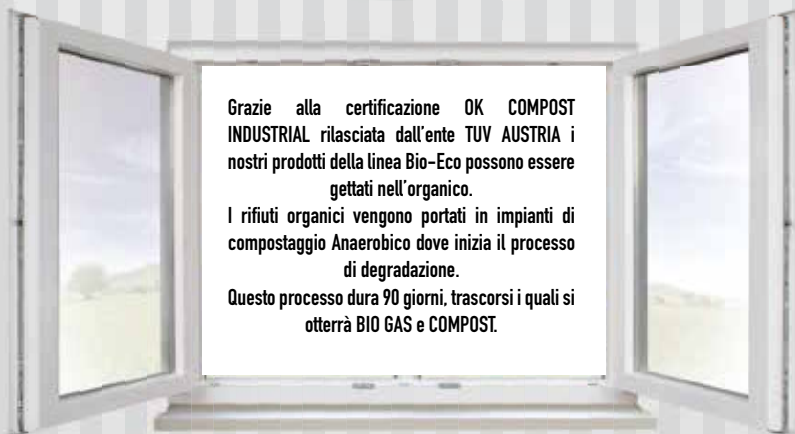 Grazie alla certificazione OK COMPOST
INDUSTRIAL rilasciata dall'ente TUV AUSTRIA i
nostri prodotti della linea Bio-Eco possono essere
gettati nell'organico.
I rifiuti organici vengono portati in impianti di
compostaggio Anaerobico dove inizia il processo
di degradazione.
Questo processo dura 90 giorni, trascorsi i quali si
otterrà BIO GAS e COMPOST.